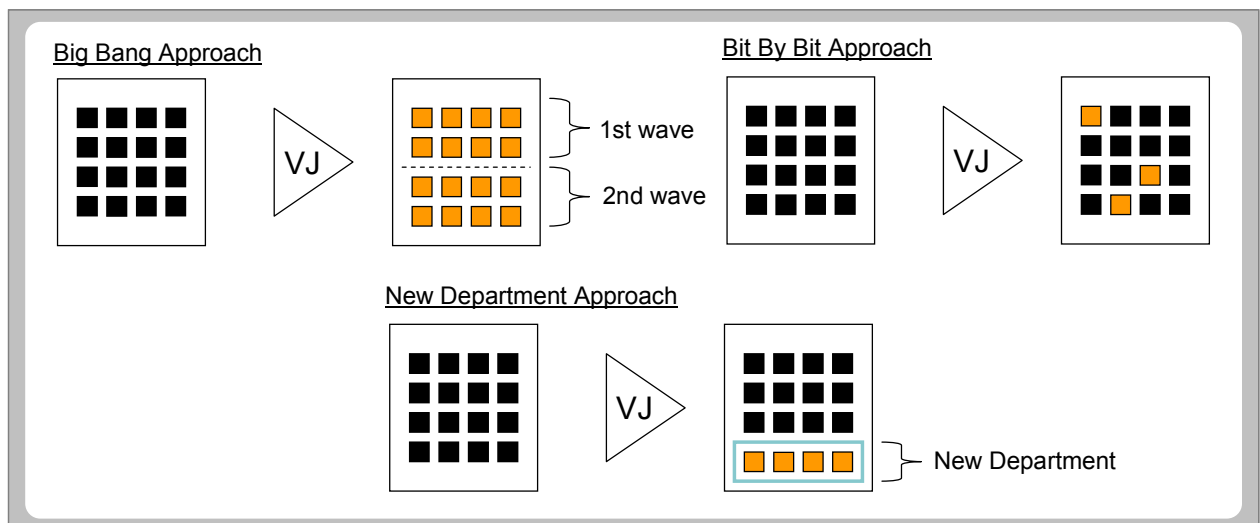 Big Bang Approach
VJ
1st wave
2nd wave
Bit By Bit Approach
VJ
New Department Approach
VJ
New Department